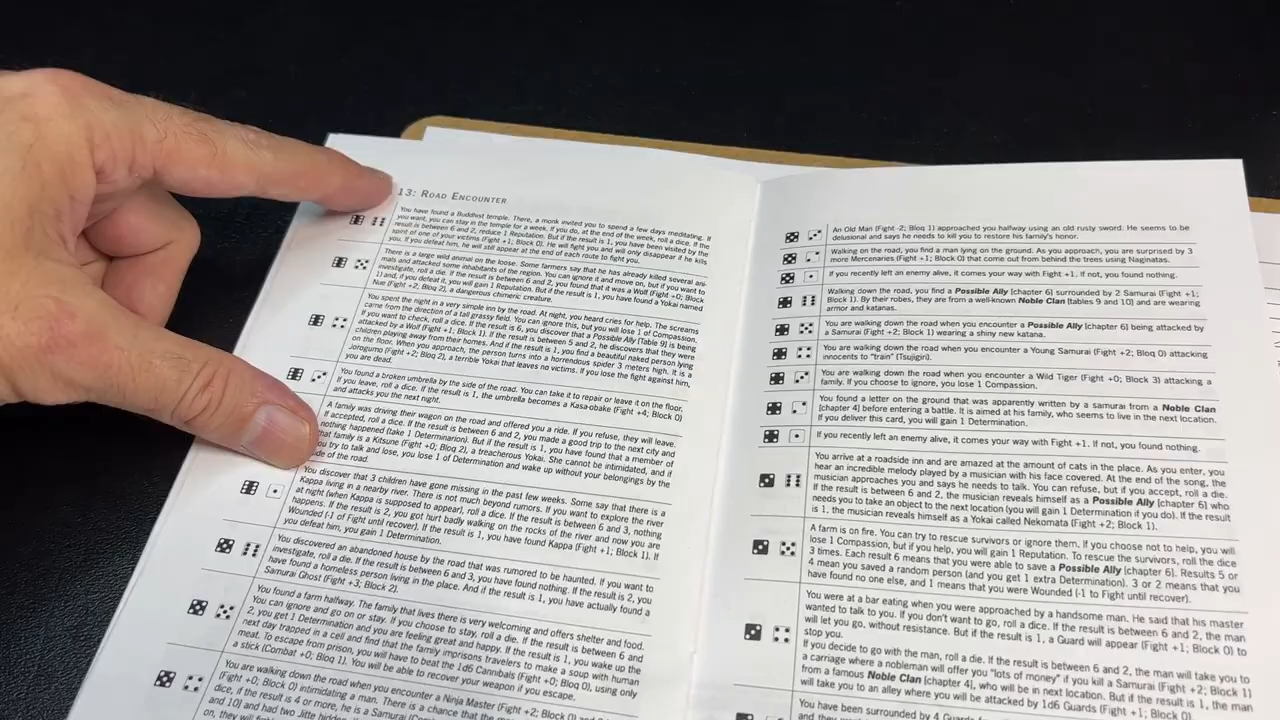 13: ROAD ENCOUNTER
You have found a Buddhist temple. There, a monk invited you to spend a few days meditating. If
you want, you can stay in the temple for a week. If you do, at the end of the week, roll a dice. If the
result is between 6 and 2, reduce 1 Reputation. But if the result is 1, you have been visited by the
spirit of one of your victims (Fight +1; Block 0). He will fight you and will only disappear if he kills
you. If you defeat him, he will still appear at the end of each route to fight you.
There is a large wild animal on the loose. Some farmers say that he has already killed several ani-
mals and attacked some inhabitants of the region. You can ignore it and move on, but if you want to
investigate, roll a die. If the result is between 6 and 2, you found that it was a Wolf (Fight +0; Block
1) and, if you defeat it, you will gain 1 Reputation. But if the result is 1, you have found a Yokai named
Nue (Fight +2; Bloq 2), a dangerous chimeric creature.
You spent the night in a very simple inn by the road. At night, you heard cries for help. The screams
came from the direction of a tall grassy field. You can ignore this, but you will lose 1 of Compassion.
If you want to check, roll a dice. If the result is 6, you discover that a Possible Ally [Table 9] is being
attacked by a Wolf (Fight +1; Block 1). If the result is between 5 and 2, he discovers that they were
children playing away from their homes. And if the result is 1, you find a beautiful naked person lying
on the floor. When you approach, the person turns into a horrendous spider 3 meters high. It is a
Jorogumo (Fight +2; Bloq 2), a terrible Yokai that leaves no victims. If you lose the fight against him,
you are dead.
You found a broken umbrella by the side of the road. You can take it to repair or leave it on the floor.
If you leave, roll a dice. If the result is 1, the umbrella becomes a Kasa-obake (Fight +4; Block 0)
and attacks you the next night.
A family was driving their wagon on the road and offered you a ride. If you refuse, they will leave.
If accepted, roll a dice. If the result is between 6 and 2, you made a good trip to the next city and
nothing happened (take 1 Determination). But if the result is 1, you have found that a member of
that family is a Kitsune (Fight +0; Bloq 2), a treacherous Yokai. She cannot be intimidated, and if
you try to talk and lose, you lose 1 of Determination and wake up without your belongings by the
side of the road.
You discover that 3 children have gone missing in the past few weeks. Some say that there is a
Kappa living in a nearby river. There is not much beyond rumors. If you want to explore the river
at night (when Kappa is supposed to appear), roll a dice. If the result is between 6 and 3, nothing
happens. If the result is 2, you got hurt badly walking on the rocks of the river and now you are
Wounded (-1 of Fight until recover). If the result is 1, you have found Kappa (Fight +1; Block 1). If
you defeat him, you gain 1 Determination.
You discovered an abandoned house by the road that was rumored to be haunted. If you want to
investigate, roll a die. If the result is between 6 and 3, you have found nothing. If the result is 2, you
have found a homeless person living in the place. And if the result is 1, you have actually found a
Samurai Ghost (Fight +3; Block 2).
You found a farm halfway. The family that lives there is very welcoming and offers shelter and food.
You can ignore and go on or stay. If you choose to stay, roll a die. If the result is between 6 and
2, you get 1 Determination and you are feeling great and happy. If the result is 1, you wake up the
next day trapped in a cell and find that the family imprisons travelers to make a soup with human
meat. To escape from prison, you will have to beat the 1d6 Cannibals (Fight +0; Bloq 0), using only
a stick (Combat +0; Bloq 1). You will be able to recover your weapon if you escape.
You are walking down the road when you encounter a Ninja Master (Fight +2; Block
(Fight +0; Block 0) intimidating a man. There is a chance that the
dice, if the result is 4 or more, he is a Samurai
and 10] and had two Jitte
on, they will
An Old Man (Fight -2; Bloq 1) approached you halfway using an old rusty sword. He seems to be
delusional and says he needs to kill you to restore his family's honor.
Walking on the road, you find a man lying on the ground. As you approach, you are surprised by 3
more Mercenaries (Fight +1; Block 0) that come out from behind the trees using Naginatas.
If you recently left an enemy alive, it comes your way with Fight +1. If not, you found nothing.
Walking down the road, you find a Possible Ally [chapter 6] surrounded by 2 Samurai (Fight +1;
Block 1). By their robes, they are from a well-known Noble Clan (tables 9 and 10) and are wearing
armor and katanas.
You are walking down the road when you encounter a Possible Ally [chapter 6] being attacked by
a Samurai (Fight +2; Block 1) wearing a shiny new katana.
You are walking down the road when you encounter a Young Samurai (Fight +2; Bloq 0) attacking
innocents to "train" (Tsujigiri).
You are walking down the road when you encounter a Wild Tiger (Fight +0; Block 3) attacking a
family. If you choose to ignore, you lose 1 Compassion.
You found a letter on the ground that was apparently written by a samurai from a Noble Clan
[chapter 4] before entering a battle. It is aimed at his family, who seems to live in the next location.
If you deliver this card, you will gain 1 Determination.
If you recently left an enemy alive, it comes your way with Fight +1. If not, you found nothing.
You arrive at a roadside inn and are amazed at the amount of cats in the place. As you enter, you
hear an incredible melody played by a musician with his face covered. At the end of the song, the
musician approaches you and says he needs to talk. You can refuse, but if you accept, roll a die.
If the result is between 6 and 2, the musician reveals himself as a Possible Ally [chapter 6] who
needs you to take an object to the next location (you will gain 1 Determination if you do). If the result
is 1, the musician reveals himself as a Yokai called Nekomata (Fight +2; Block 1).
A farm is on fire. You can try to rescue survivors or ignore them. If you choose not to help, you will
lose 1 Compassion, but if you help, you will gain 1 Reputation. To rescue the survivors, roll the dice
3 times. Each result 6 means that you were able to save a Possible Ally [chapter 6]. Results 5 or
4 mean you saved a random person (and you get 1 extra Determination). 3 or 2 means that you
have found no one else, and 1 means that you were Wounded (-1 to Fight until recover).
You were at a bar eating when you were approached by a handsome man. He said that his master
wanted to talk to you. If you don't want to go, roll a dice. If the result is between 6 and 2, the man
will let you go, without resistance. But if the result is 1, a Guard will appear (Fight +1; Block 0) to
stop you.
If you decide to go with the man, roll a die. If the result is between 6 and 2, the man will take you to
a carriage where a nobleman will offer you "lots of money" if you kill a Samurai (Fight +2; Block 1)
from a famous Noble Clan [chapter 4], who will be in next location. But if the result is 1, the man
will take you to an alley where you will be attacked by 1d6 Guards (Fight +1; Block 0).
You have been surrounded by 4 Guards